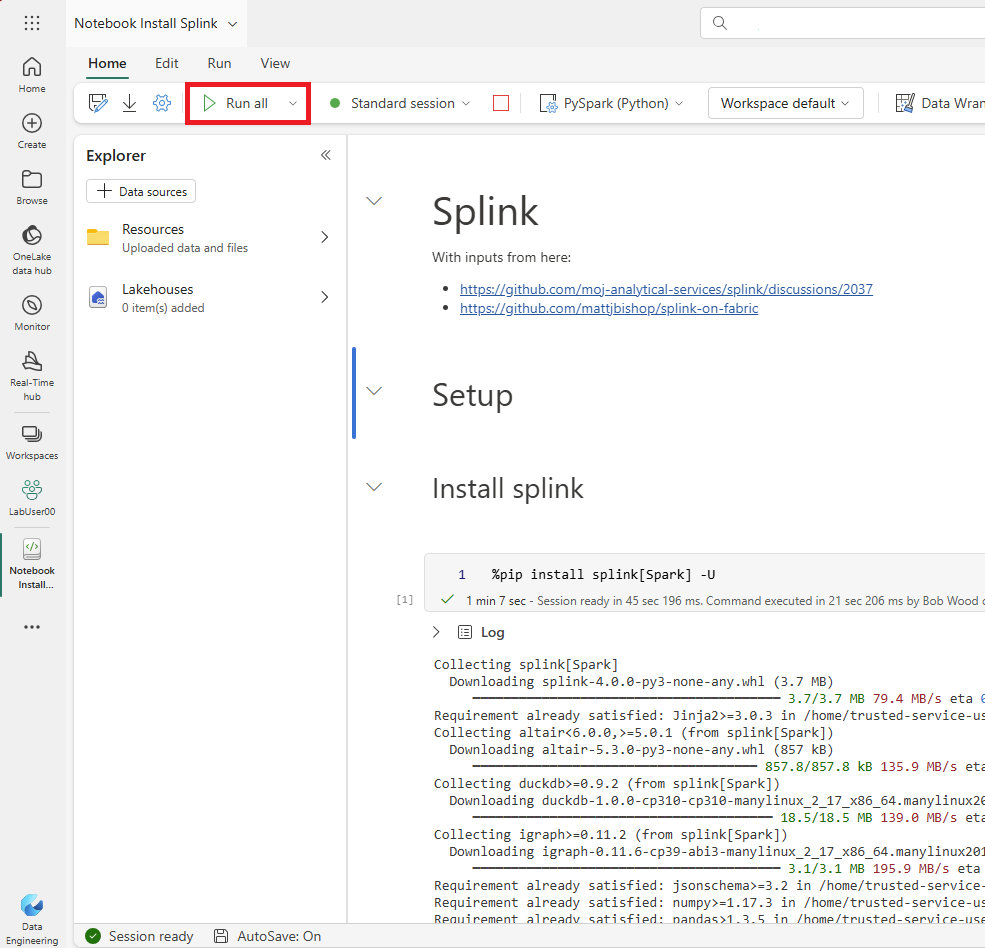 Notebook Install Splink
Home
Create
Browse
OneLake
data hub
Monitor
Real-Time
hub
Workspaces
LabUser00
Notebook
Install...
Data
Engineering
Home Edit Run View
Run all Standard session PySpark (Python) Workspace default Data Wran
Explorer
Data sources
Resources
Uploaded data and files
Lakehouses
0 item(s) added
Splink
With inputs from here:
https://github.com/moj-analytical-services/splink/discussions/2037
https://github.com/mattjbishop/splink-on-fabric
Setup
Install splink
1 %pip install splink[Spark] -U
[1] 1 min 7 sec - Session ready in 45 sec 196 ms. Command executed in 21 sec 206 ms by Bob Wood
Log
Collecting splink[Spark]
Downloading splink-4.0.0-py3-none-any.whl (3.7 MB)
3.7/3.7 MB 79.4 MB/s eta 0
Requirement already satisfied: Jinja2>=3.0.3 in /home/trusted-service-us
Collecting altair<6.0.0,>=5.0.1 (from splink[Spark])
Downloading altair-5.3.0-py3-none-any.whl (857 kB)
857.8/857.8 kB 135.9 MB/s eta
Collecting duckdb>=0.9.2 (from splink[Spark])
Downloading duckdb-1.0.0-cp310-cp310-manylinux_2_17_x86_64.manylinux20
18.5/18.5 MB 139.0 MB/s eta
Collecting igraph>=0.11.2 (from splink[Spark])
Downloading igraph-0.11.6-cp39-abi3-manylinux_2_17_x86_64.manylinux201
3.1/3.1 MB 195.9 MB/s eta
Requirement already satisfied: jsonschema>=3.2 in /home/trusted-service-
Requirement already satisfied: numpy>=1.17.3 in /home/trusted-service-us
Requirement already satisfied: pandas>1.3.5 in /home/trusted-service-use
Session ready AutoSave: On